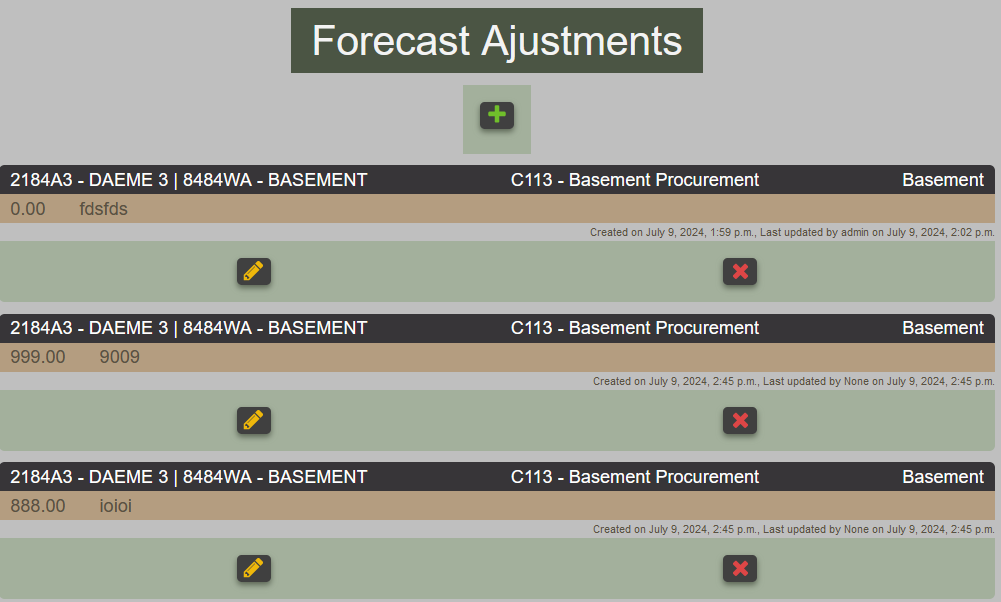 Forecast Ajustments
2184A3 - DAEME 3 | 8484WA - BASEMENT C113 - Basement Procurement Basement
0.00 fdsfds
Created on July 9, 2024, 1:59 p.m., Last updated by admin on July 9, 2024, 2:02 p.m.
2184A3 - DAEME 3 | 8484WA - BASEMENT C113 - Basement Procurement Basement
999.00 9009
Created on July 9, 2024, 2:45 p.m., Last updated by None on July 9, 2024, 2:45 p.m.
2184A3 - DAEME 3 | 8484WA - BASEMENT C113 - Basement Procurement Basement
888.00 ioioi
Created on July 9, 2024, 2:45 p.m., Last updated by None on July 9, 2024, 2:45 p.m.